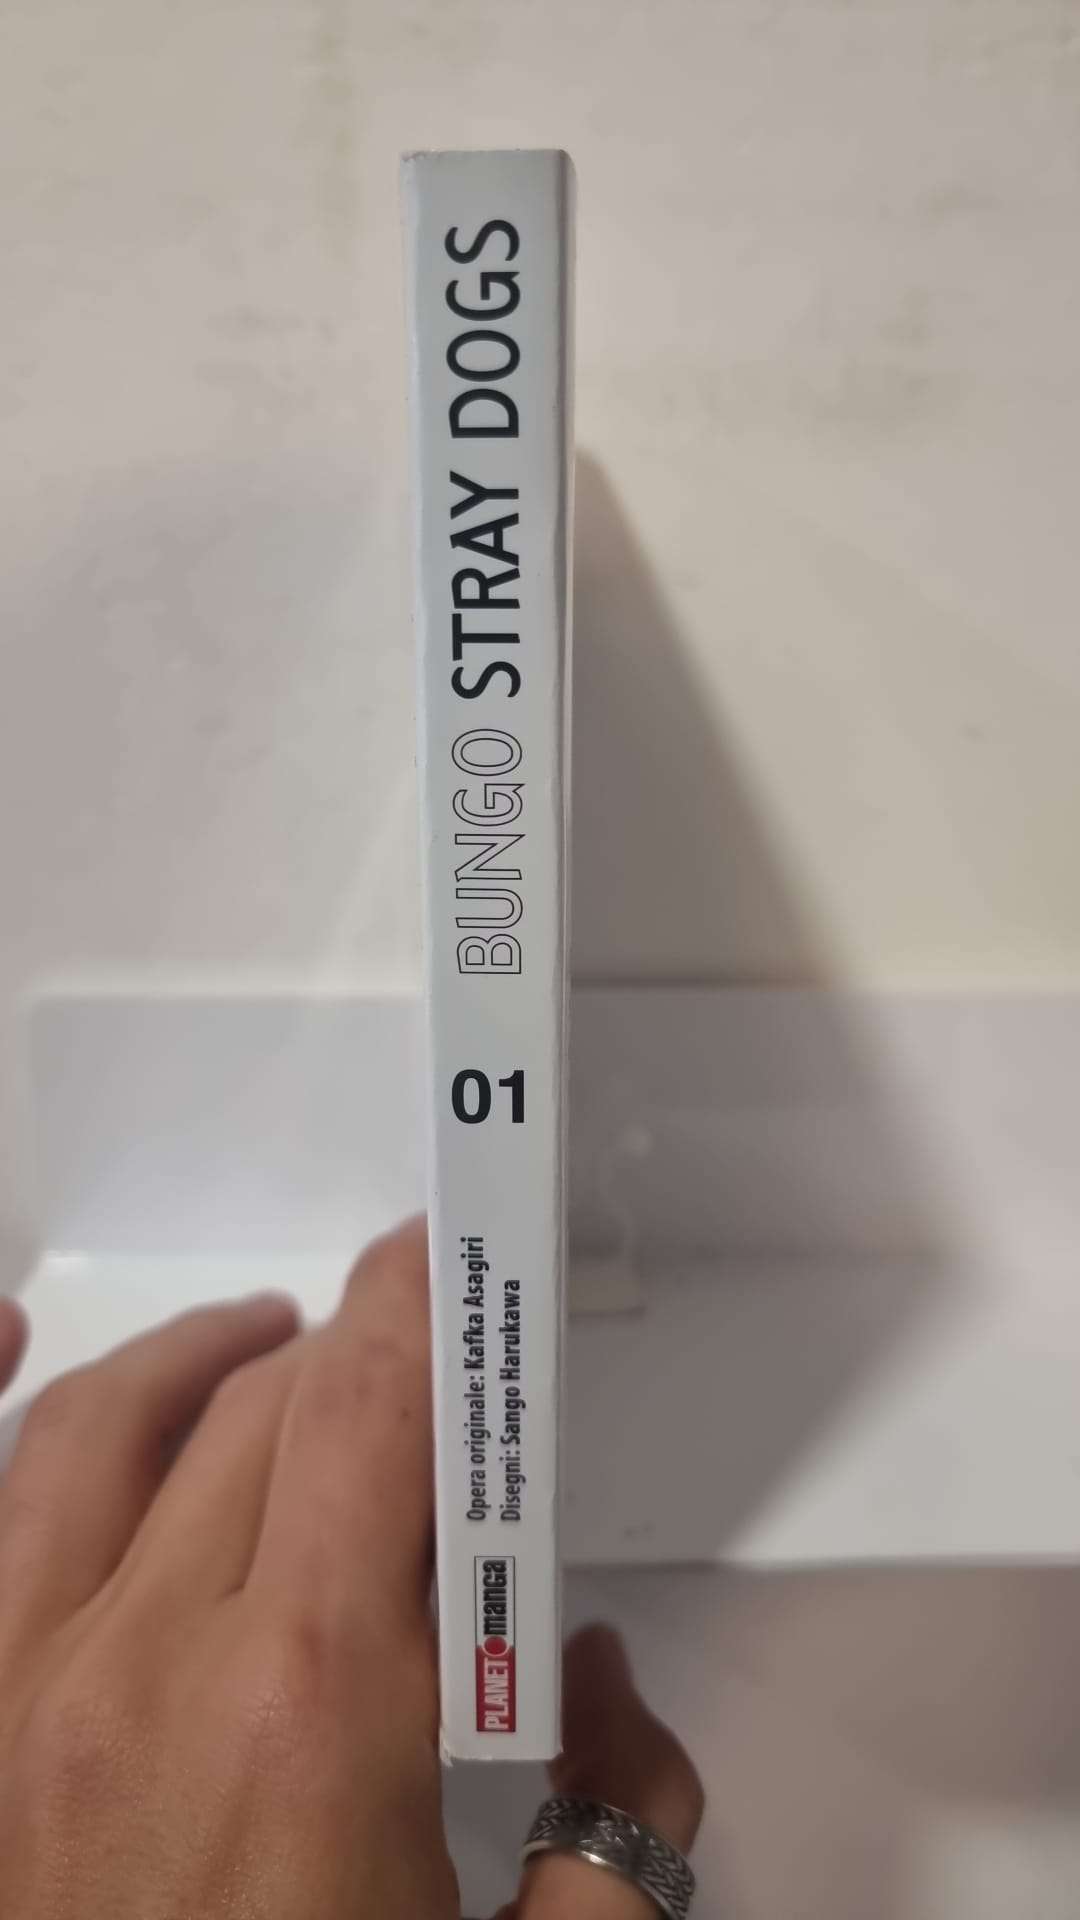 BUNGO STRAY DOGS
01
Opera originale: Kafka Asagiri
Disegni: Sango Harukawa
PLANET manga